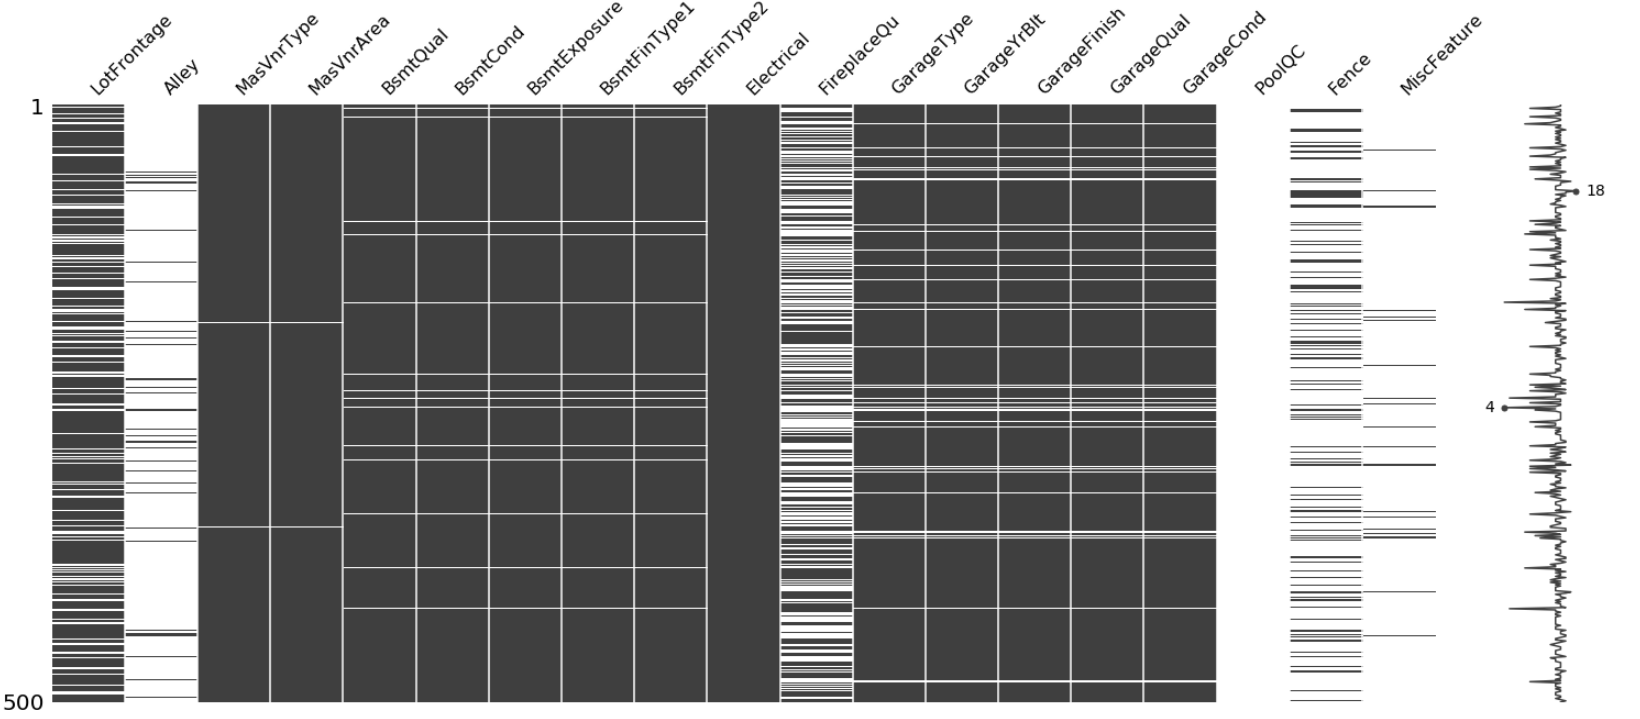 LotFrontage
Alley
MasVnrType
MasVnrArea
BsmtQual
BsmtCond
BsmtExposure
BsmtFinType1
BsmtFinType2
Electrical
FireplaceQu
GarageType
GarageYrBlt
GarageFinish
GarageQual
GarageCond
PoolQC
Fence
MiscFeature
1
18
4
500